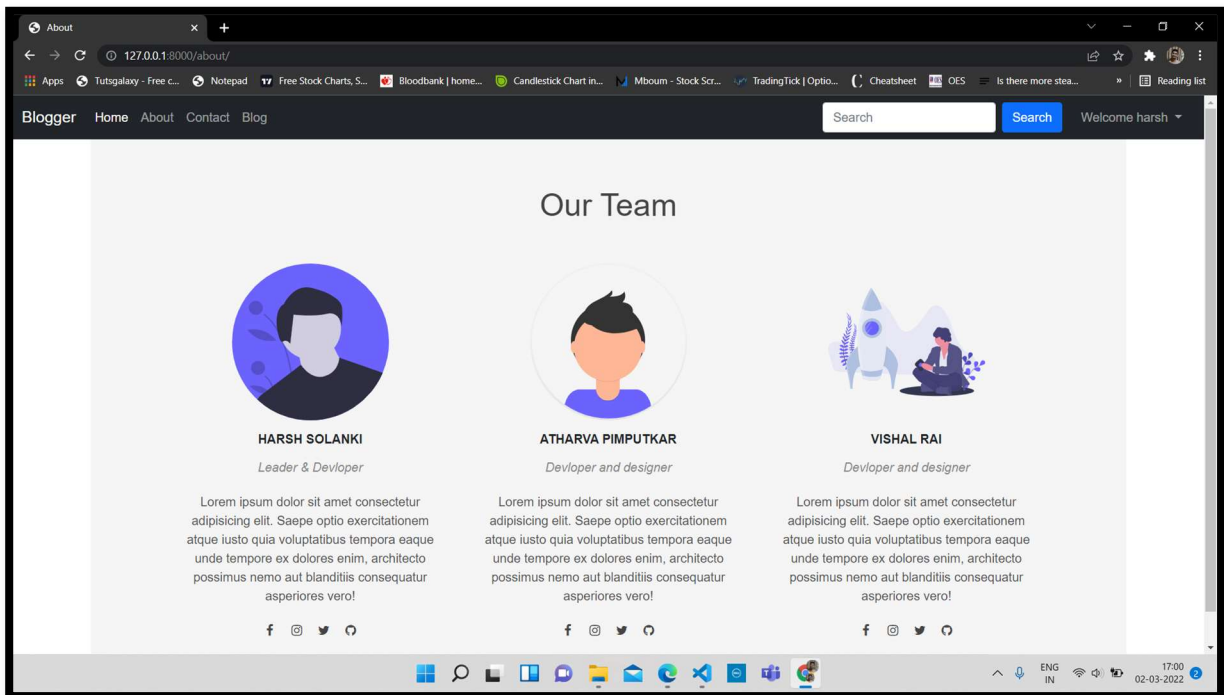 About
127.0.0.1:8000/about/
Apps Tutsgalaxy - Free c... Notepad Free Stock Charts, S... Bloodbank | home... Candlestick Chart in... Mboum - Stock Scr... TradingTick | Optio... Cheatsheet OES Is there more stea... » Reading list
Blogger Home About Contact Blog Search Search Welcome harsh
Our Team
HARSH SOLANKI
Leader & Devloper
Lorem ipsum dolor sit amet consectetur
adipisicing elit. Saepe optio exercitationem
atque iusto quia voluptatibus tempora eaque
unde tempore ex dolores enim, architecto
possimus nemo aut blanditiis consequatur
asperiores vero!
ATHARVA PIMPUTKAR
Devloper and designer
Lorem ipsum dolor sit amet consectetur
adipisicing elit. Saepe optio exercitationem
atque iusto quia voluptatibus tempora eaque
unde tempore ex dolores enim, architecto
possimus nemo aut blanditiis consequatur
asperiores vero!
VISHAL RAI
Devloper and designer
Lorem ipsum dolor sit amet consectetur
adipisicing elit. Saepe optio exercitationem
atque iusto quia voluptatibus tempora eaque
unde tempore ex dolores enim, architecto
possimus nemo aut blanditiis consequatur
asperiores vero!
ENG
IN
17:00
02-03-2022 2